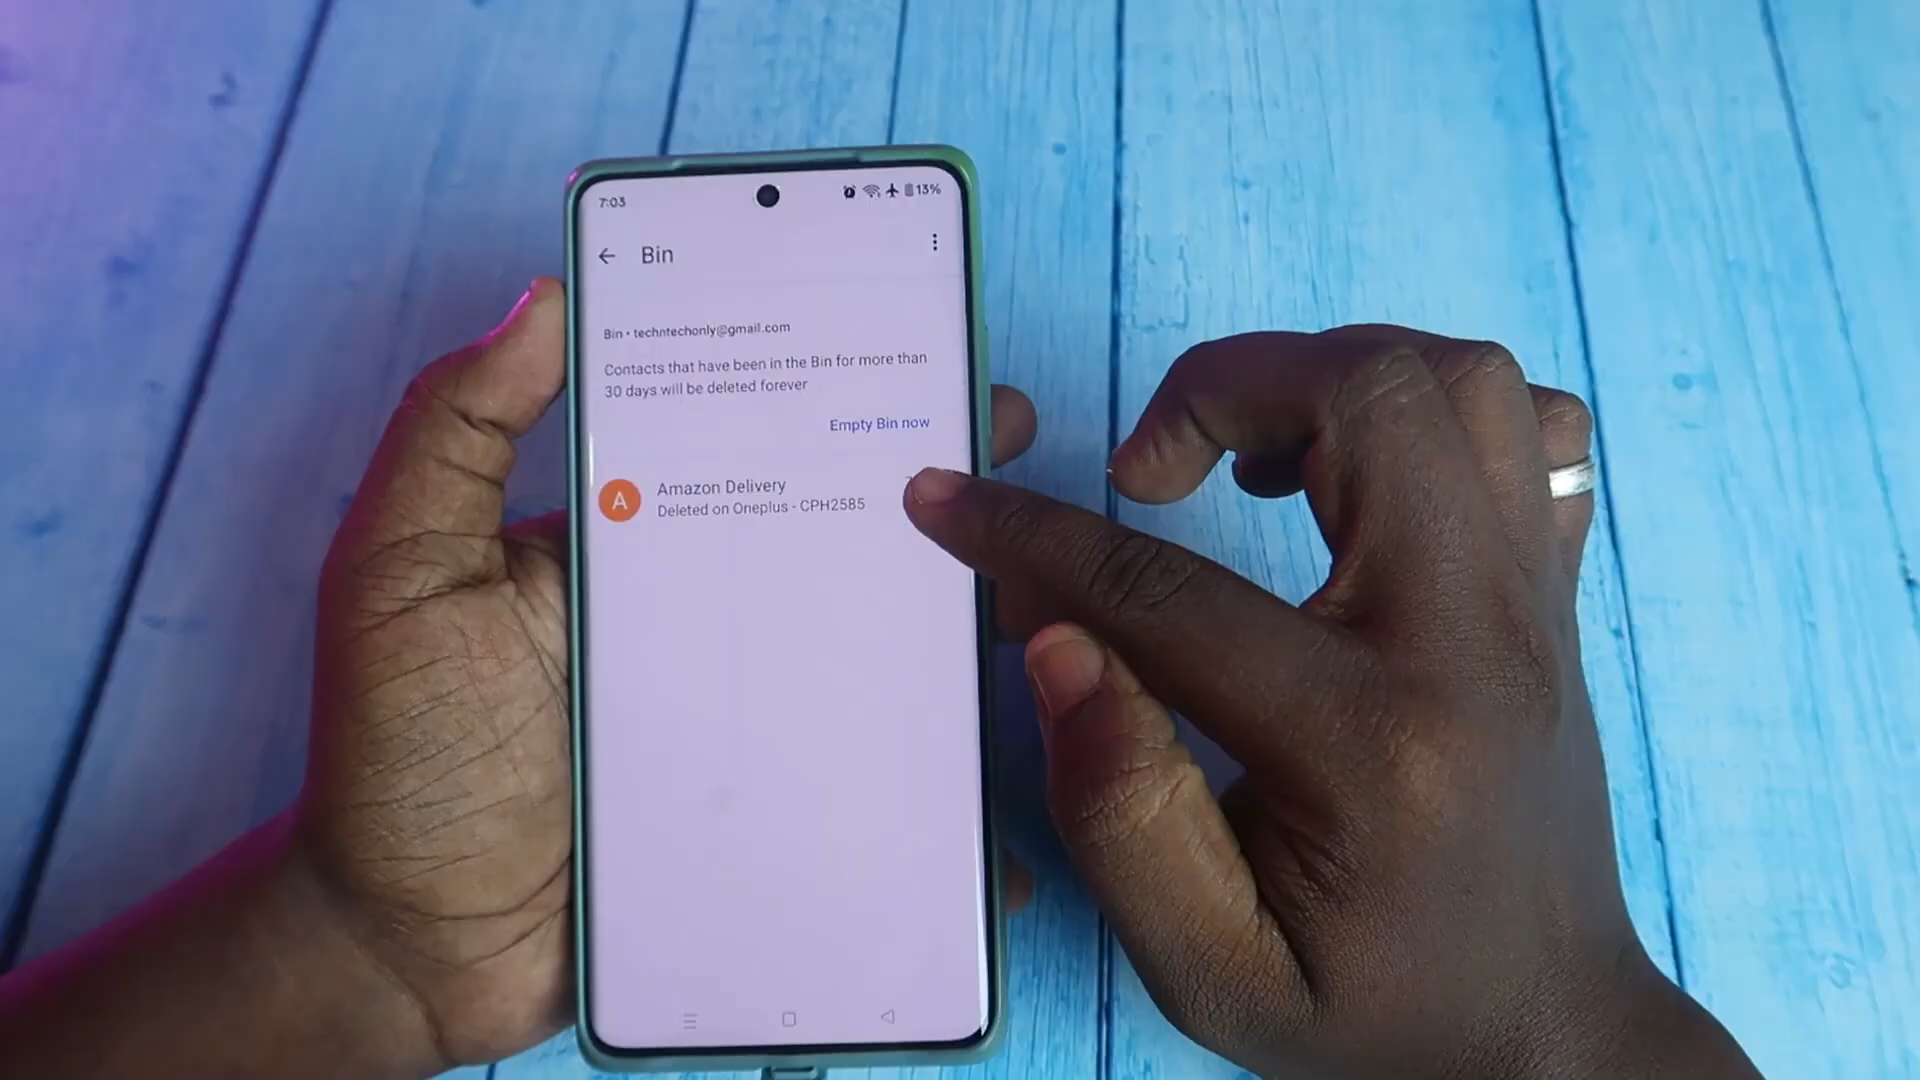 7:03
13%
Bin
Bin • techntechonly@gmail.com
Contacts that have been in the Bin for more than
30 days will be deleted forever
Empty Bin now
A
Amazon Delivery
Deleted on Oneplus - CPH2585